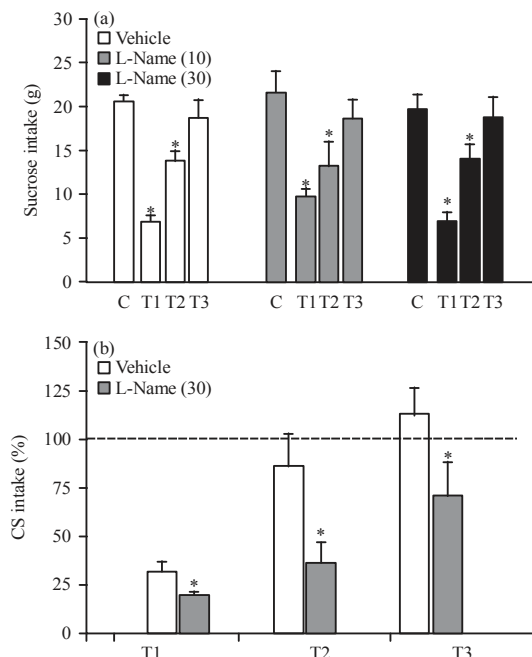 (a)
Vehicle
L-Name (10)
L-Name (30)
Sucrose intake (g)
30
25
20
15
10
5
0
* * * * * *
C T1 T2 T3 C T1 T2 T3 C T1 T2 T3
(b)
Vehicle
L-Name (30)
CS intake (%)
150
125
100
75
50
25
0
* * *
T1 T2 T3